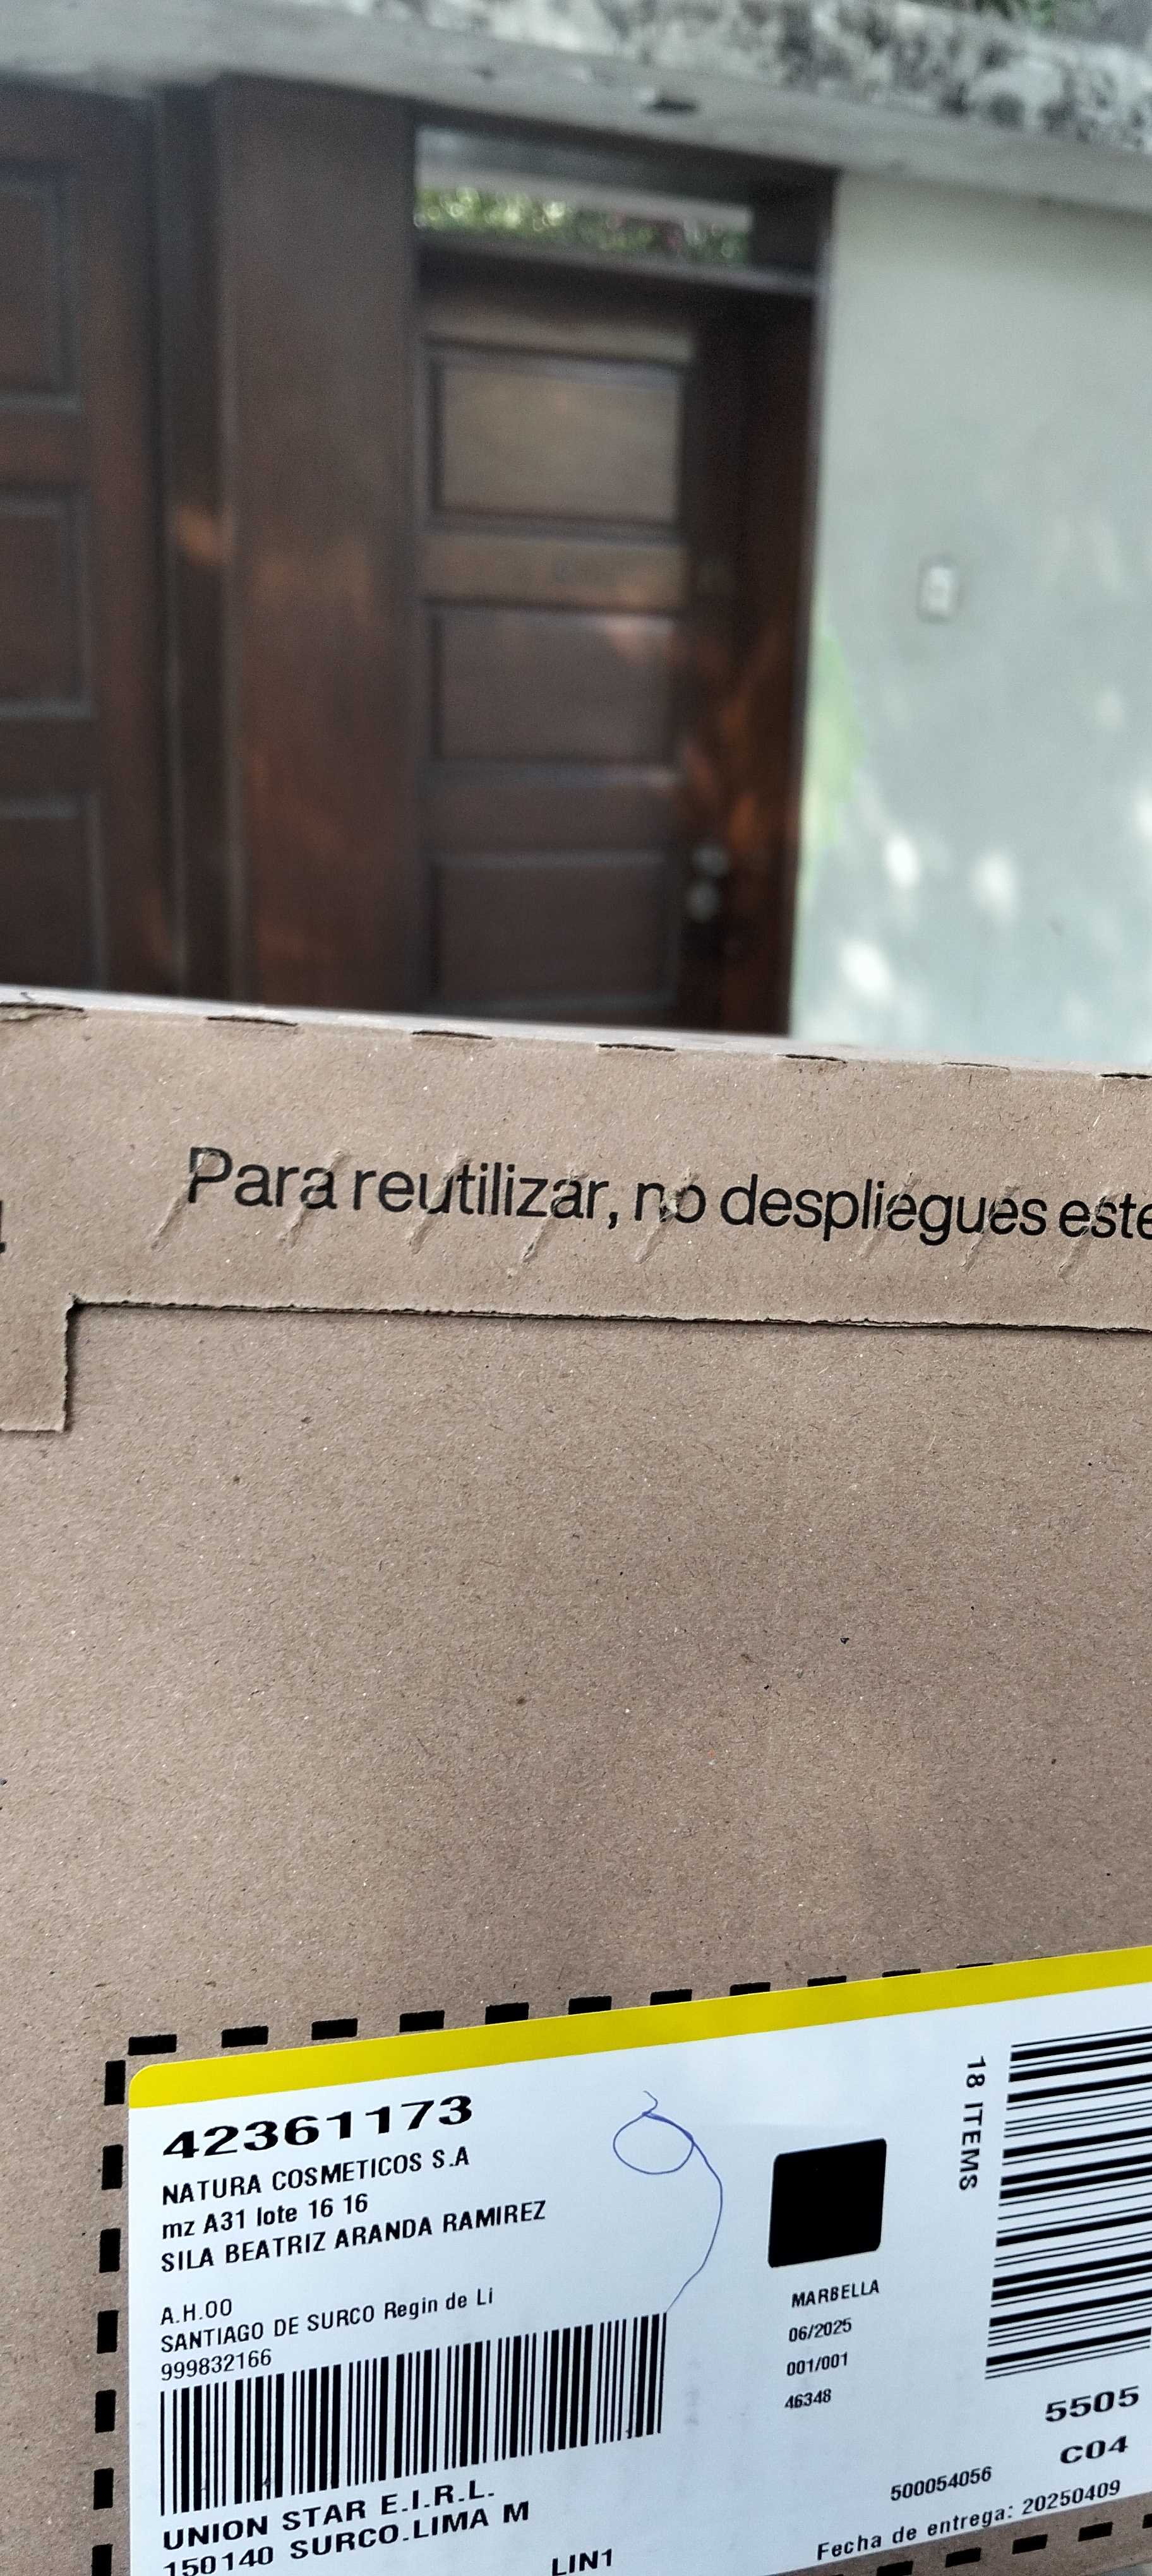 Para reutilizar, no despliegues este
42361173
NATURA COSMETICOS S.A
mz A31 lote 16 16
SILA BEATRIZ ARANDA RAMIREZ
A.H.00
SANTIAGO DE SURCO Regin de Li
999832166
UNION STAR E.I.R.L.
150140 SURCO.LIMA M
LIN1
MARBELLA
06/2025
001/001
46348
18 ITEMS
5505
C04
500054056
Fecha de entrega: 20250409